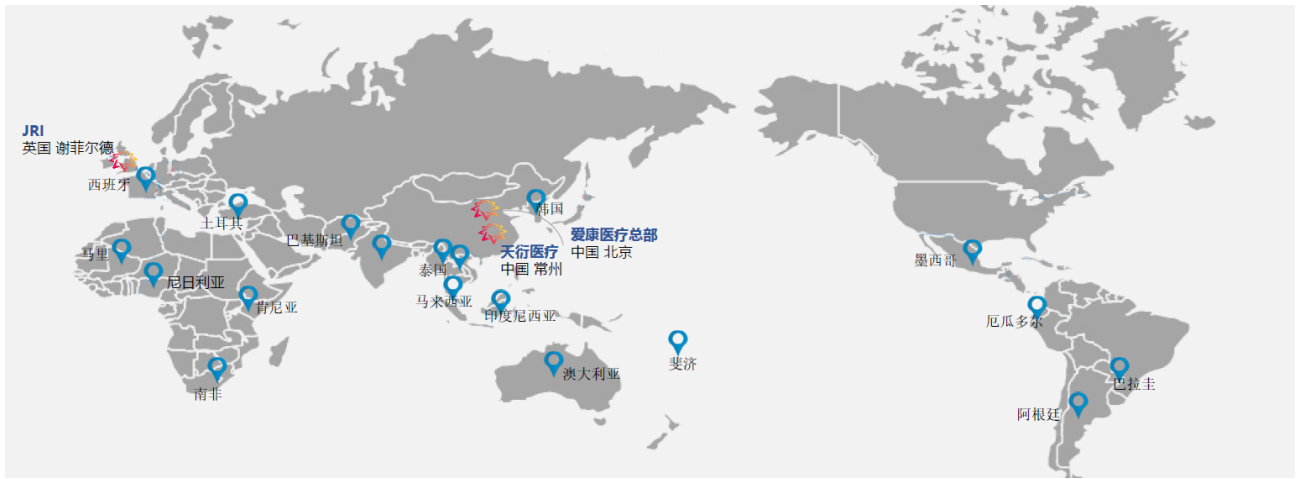 JRI
英国 谢菲尔德
西班牙
土耳其
韩国
巴基斯坦
爱康医疗总部
中国 北京
天衍医疗
中国 常州
马里
泰国
墨西哥
尼日利亚
马来西亚
肯尼亚
印度尼西亚
厄瓜多尔
斐济
澳大利亚
巴拉圭
南非
阿根廷